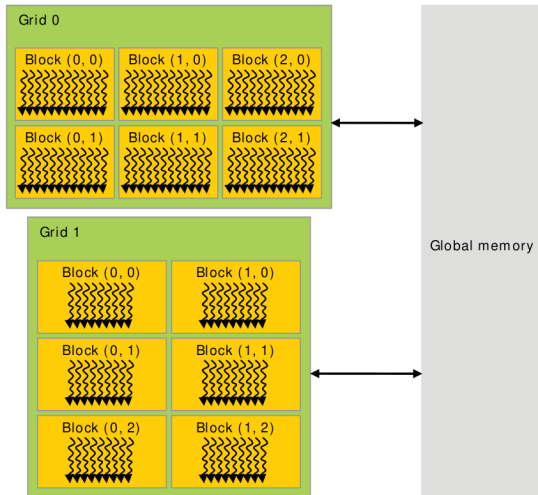 Grid 0
Block (0, 0) Block (1, 0) Block (2, 0)
Block (0, 1) Block (1, 1) Block (2, 1)
Grid 1
Global memory
Block (0, 0) Block (1, 0)
Block (0, 1) Block (1, 1)
Block (0, 2) Block (1, 2)